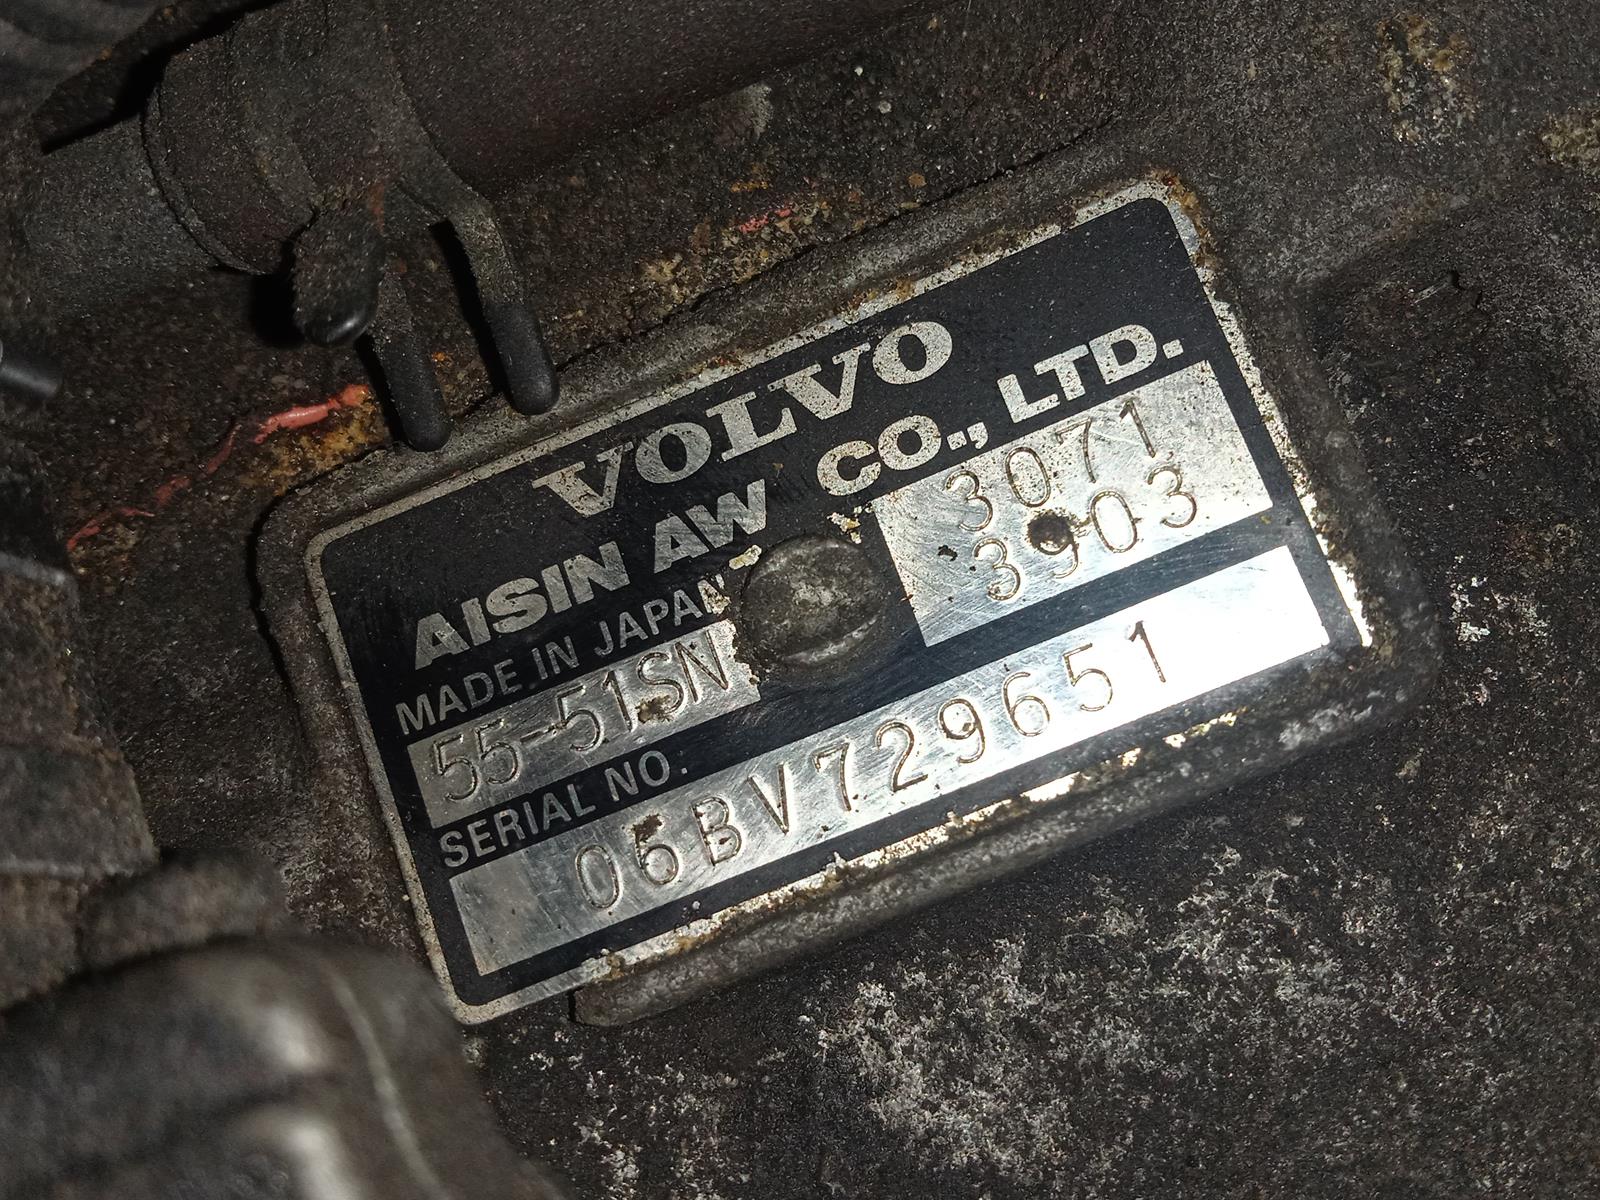 VOLVO
AISIN AW CO., LTD.
MADE IN JAPAN
3071
3903
55-51SN
SERIAL NO.
06BV729651